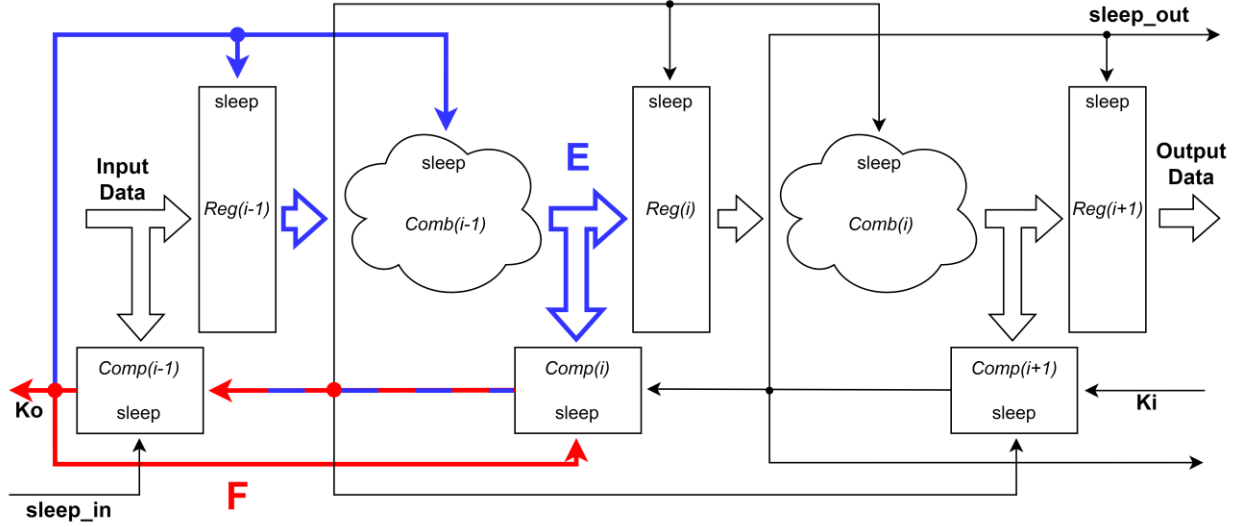 sleep_out
sleep
sleep
sleep
Input
Data
sleep
E
sleep
Output
Data
Reg(i-1)
Comb(i-1)
Reg(i)
Comb(i)
Reg(i+1)
Comp(i-1)
Comp(i)
Comp(i+1)
Ko
Ki
sleep
sleep
sleep
F
sleep_in